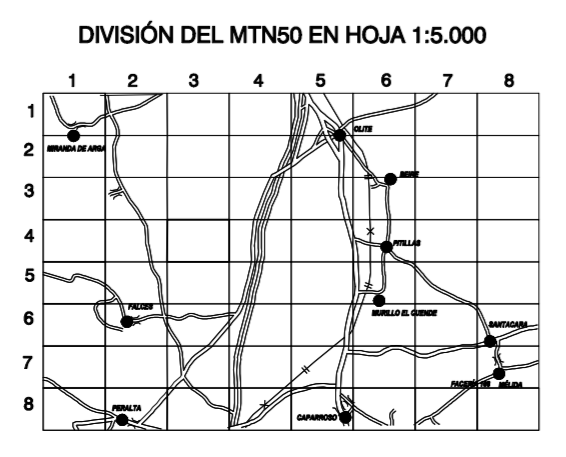 DIVISIÓN DEL MTN50 EN HOJA 1:5.000
1 2 3 4 5 6 7 8
1
OLITE
2
MIRANDA DE ARGA
BEIRE
3
4
PITILLAS
5
FALCES
6
MURILLO EL CUENDE
SANTACARA
7
FACERÍA 100 MÉLIDA
PERALTA
8
CAPARROSO